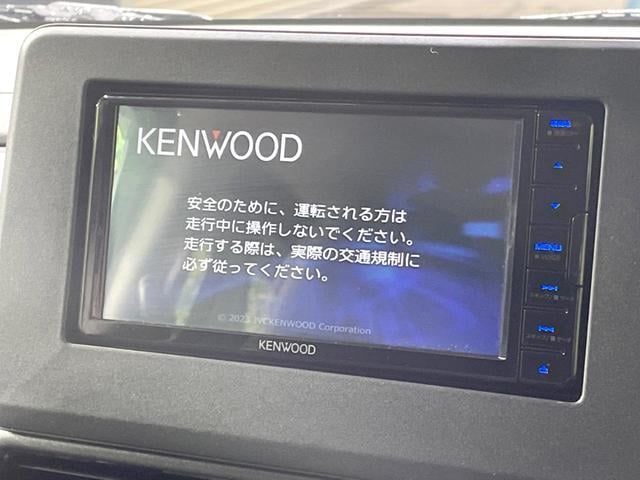 KENWOOD
安全のために、運転される方は
走行中に操作しないでください。
走行する際は、実際の交通規制に
必ず従ってください。
© 2023 JVCKENWOOD Corporation
KENWOOD
MENU